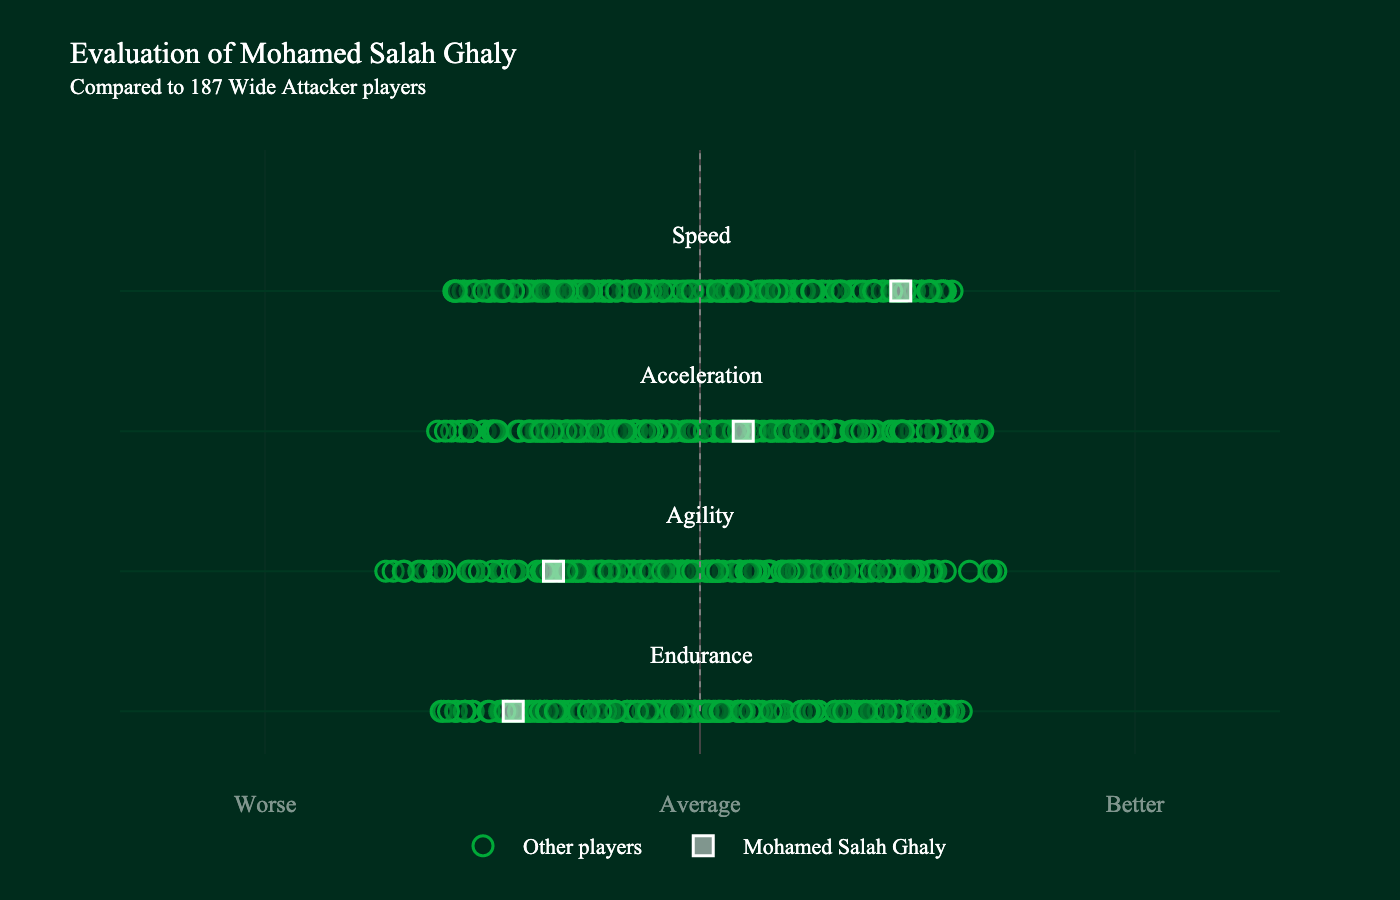 Evaluation of Mohamed Salah Ghaly
Compared to 187 Wide Attacker players
Speed
Acceleration
Agility
Endurance
Worse
Average
Better
Other players
Mohamed Salah Ghaly